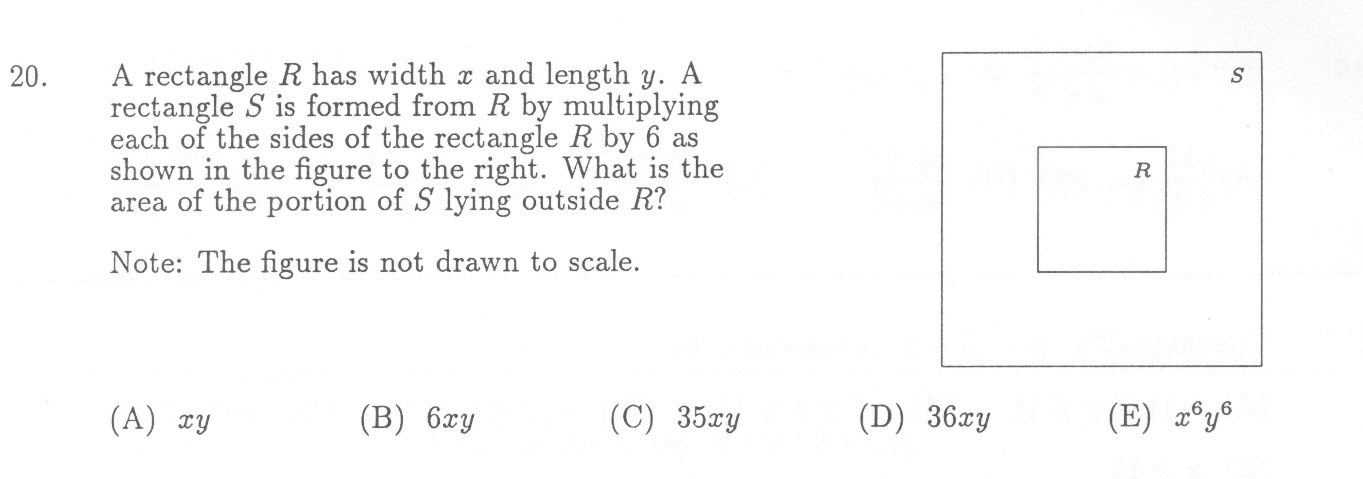 20. A rectangle R has width x and length y. A
rectangle S is formed from R by multiplying
each of the sides of the rectangle R by 6 as
shown in the figure to the right. What is the
area of the portion of S lying outside R?
Note: The figure is not drawn to scale.
S
R
(A) xy (B) 6xy (C) 35xy (D) 36xy (E) x⁶y⁶